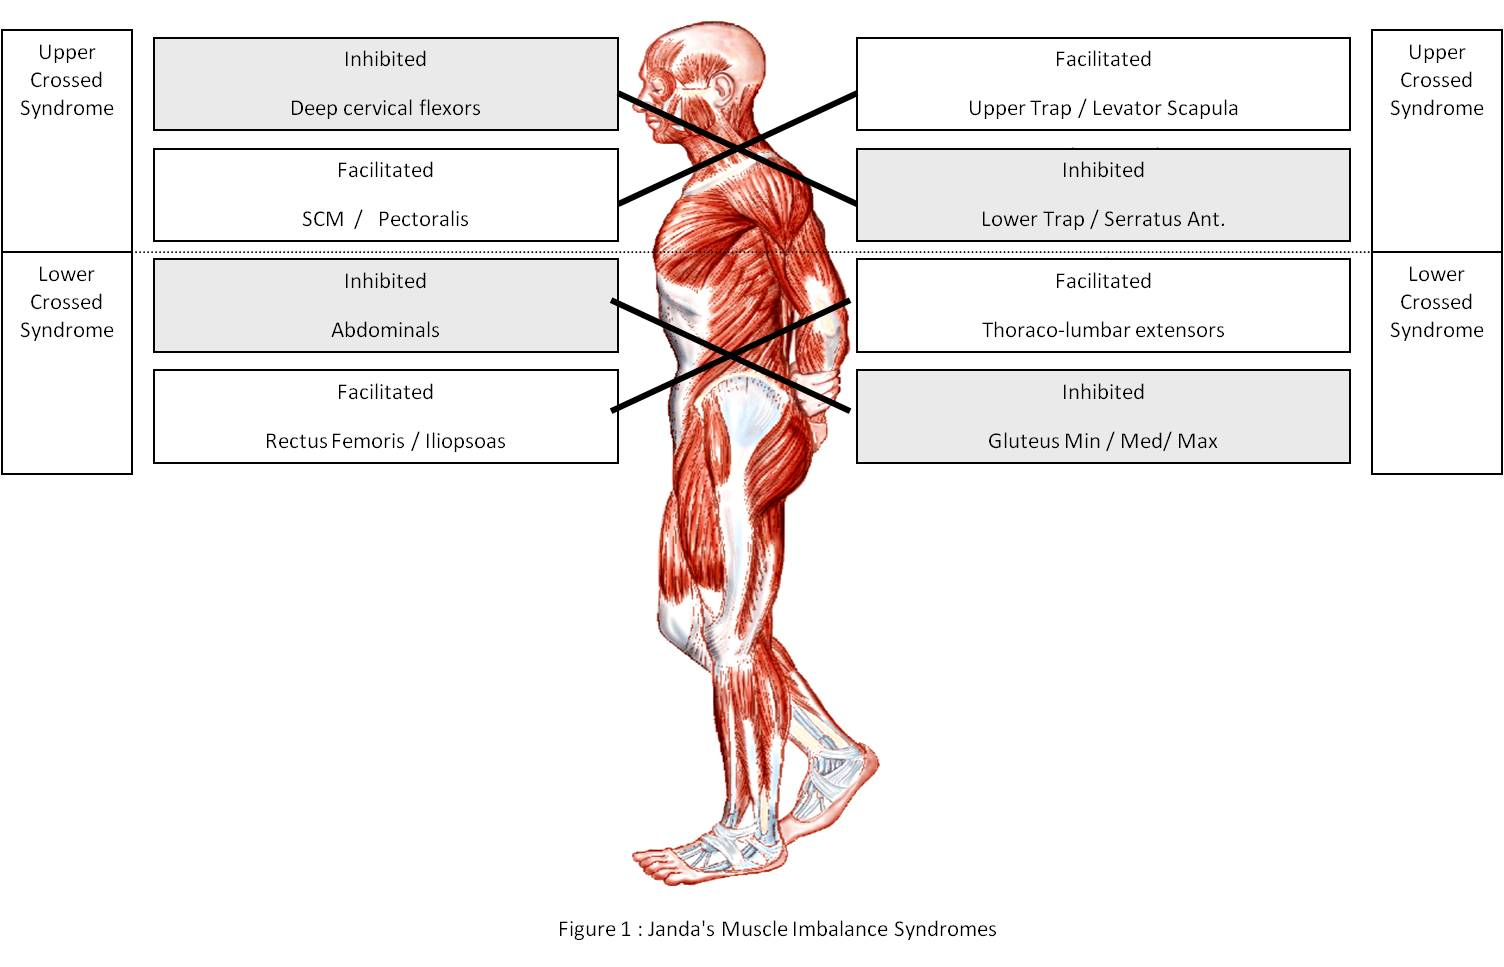 Upper
Crossed
Syndrome
Inhibited
Deep cervical flexors
Facilitated
SCM / Pectoralis
Facilitated
Upper Trap / Levator Scapula
Inhibited
Lower Trap / Serratus Ant.
Upper
Crossed
Syndrome
Lower
Crossed
Syndrome
Inhibited
Abdominals
Facilitated
Rectus Femoris / Iliopsoas
Facilitated
Thoraco-lumbar extensors
Inhibited
Gluteus Min / Med/ Max
Lower
Crossed
Syndrome
Figure 1 : Janda's Muscle Imbalance Syndromes